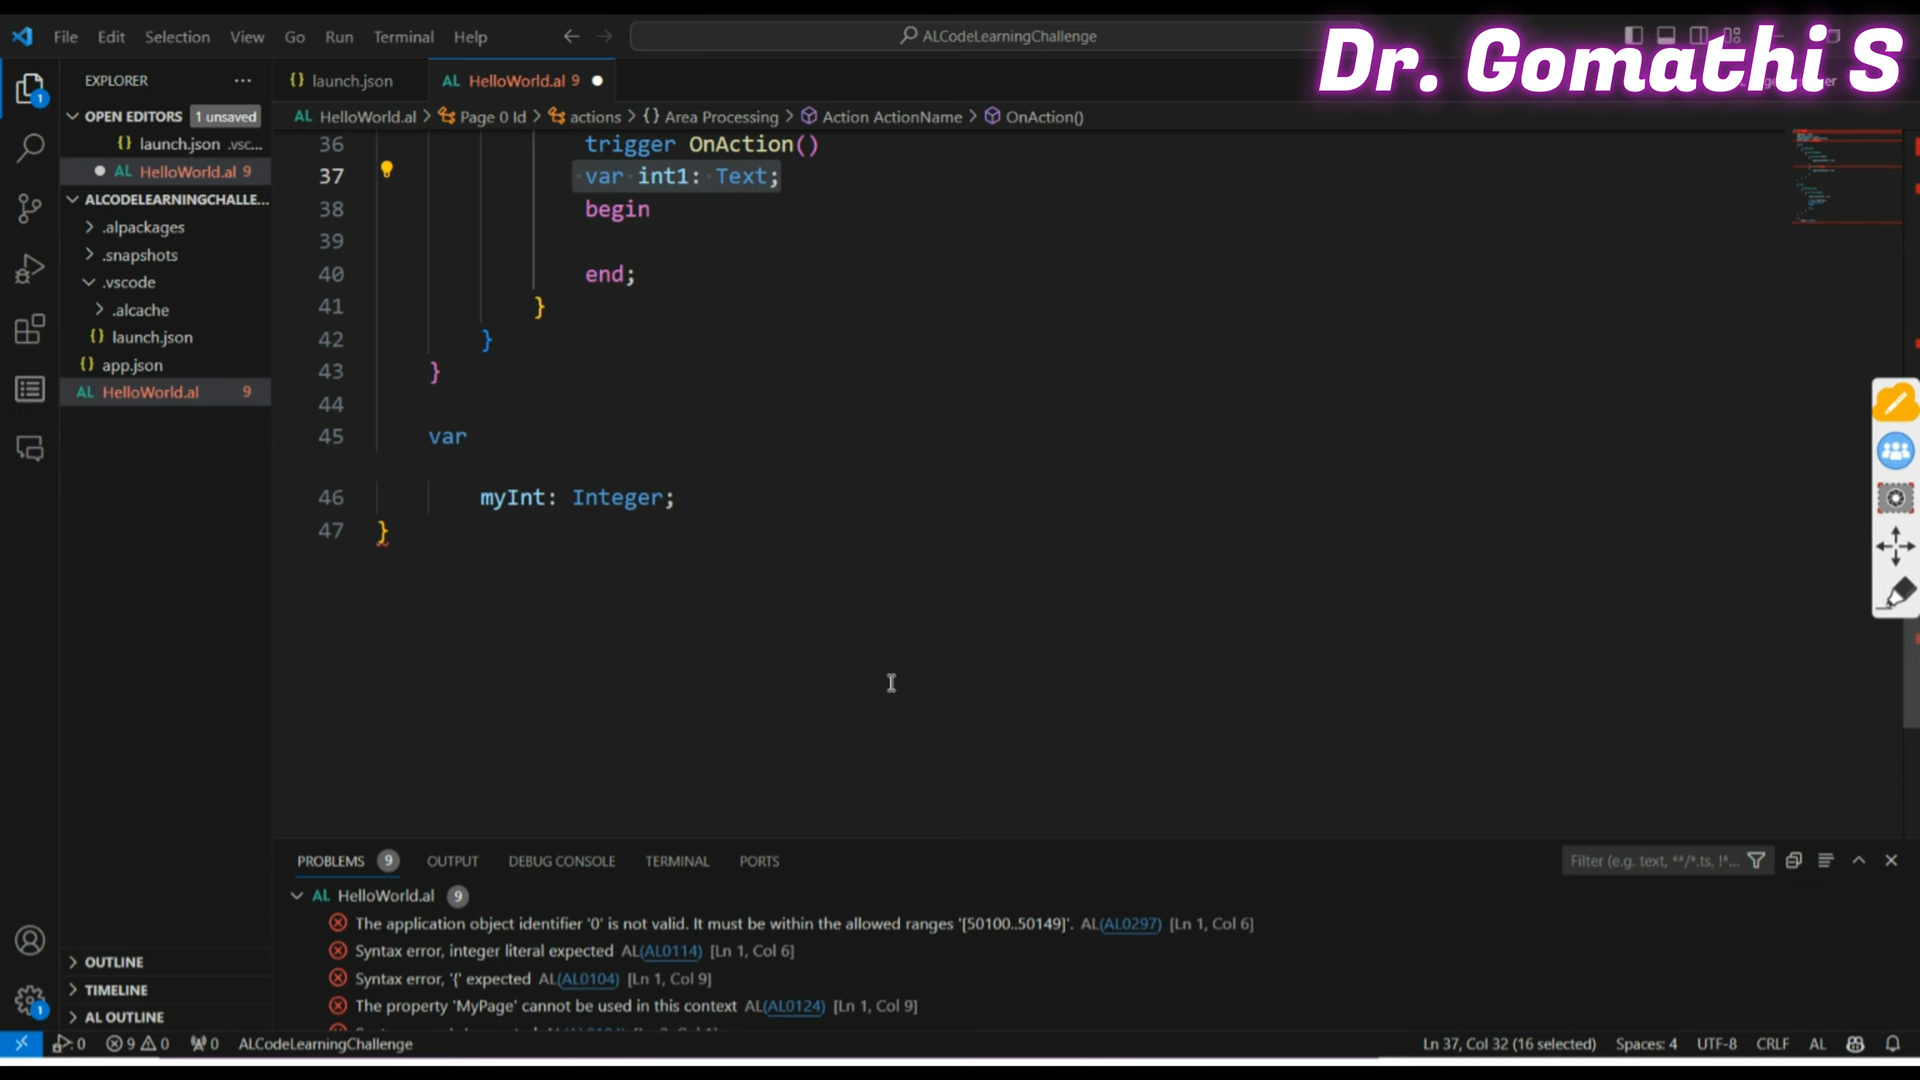 File Edit Selection View Go Run Terminal Help
ALCodeLearningChallenge
Dr. Gomathi S
EXPLORER
launch.json
HelloWorld.al 9
OPEN EDITORS 1 unsaved
HelloWorld.al > Page 0 Id > actions > {} Area Processing > Action ActionName > OnAction()
launch.json .vsc...
HelloWorld.al 9
ALCODELEARNINGCHALLE...
.alpackages
.snapshots
.vscode
.alcache
launch.json
app.json
HelloWorld.al 9
36 trigger OnAction()
37 var int1: Text;
38 begin
39
40 end;
41 }
42 }
43 }
44
45 var
46 myInt: Integer;
47 }
PROBLEMS 9 OUTPUT DEBUG CONSOLE TERMINAL PORTS
Filter (e.g. text, **/*.ts, !*...
AL HelloWorld.al 9
The application object identifier '0' is not valid. It must be within the allowed ranges '[50100..50149]'. AL(AL0297) [Ln 1, Col 6]
Syntax error, integer literal expected AL(AL0114) [Ln 1, Col 6]
Syntax error, '{' expected AL(AL0104) [Ln 1, Col 9]
The property 'MyPage' cannot be used in this context AL(AL0124) [Ln 1, Col 9]
OUTLINE
TIMELINE
AL OUTLINE
0 9 0 0 ALCodeLearningChallenge
Ln 37, Col 32 (16 selected) Spaces: 4 UTF-8 CRLF AL